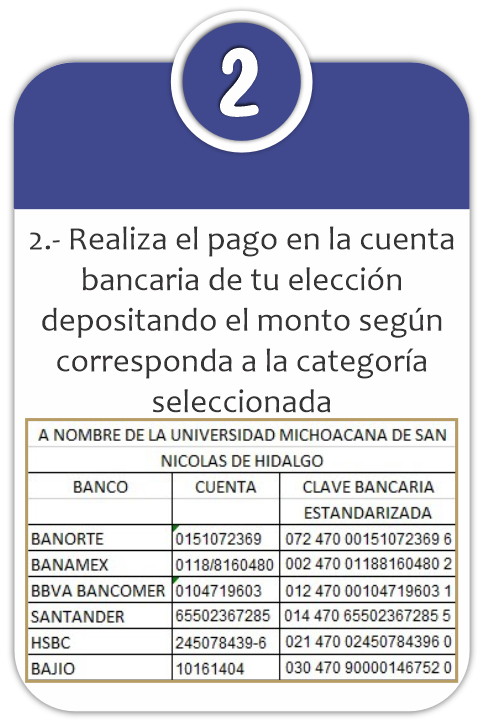 2
2.- Realiza el pago en la cuenta
bancaria de tu elección
depositando el monto según
corresponda a la categoría
seleccionada
A NOMBRE DE LA UNIVERSIDAD MICHOACANA DE SAN
NICOLAS DE HIDALGO
BANCO CUENTA CLAVE BANCARIA
ESTANDARIZADA
BANORTE 0151072369 072 470 00151072369 6
BANAMEX 0118/8160480 002 470 01188160480 2
BBVA BANCOMER 0104719603 012 470 00104719603 1
SANTANDER 65502367285 014 470 65502367285 5
HSBC 245078439-6 021 470 02450784396 0
BAJIO 10161404 030 470 90000146752 0